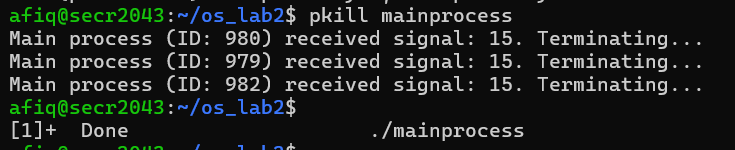 afiq@secr2043:~/os_lab2$ pkill mainprocess
Main process (ID: 980) received signal: 15. Terminating...
Main process (ID: 979) received signal: 15. Terminating...
Main process (ID: 982) received signal: 15. Terminating...
afiq@secr2043:~/os_lab2$
[1]+  Done                    ./mainprocess